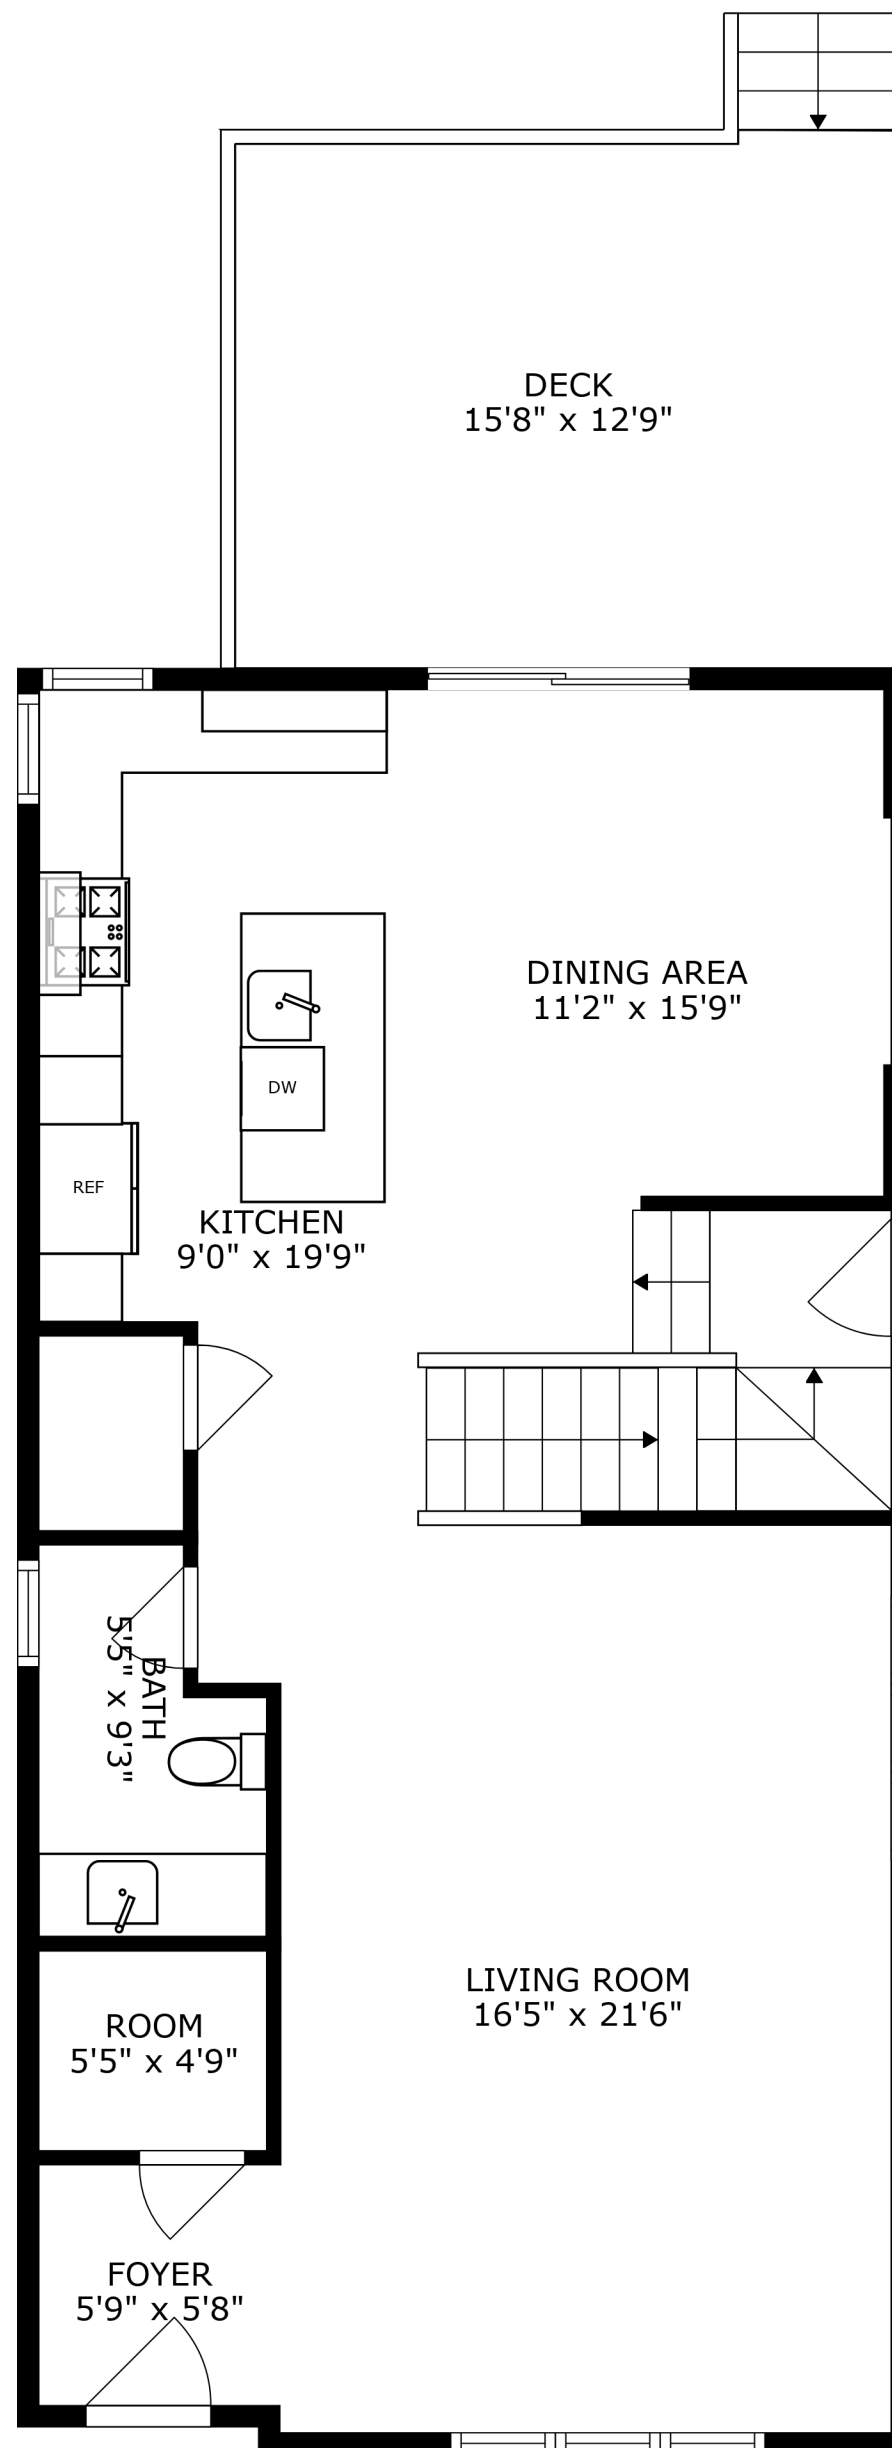 DECK
15'8" x 12'9"
DINING AREA
11'2" x 15'9"
DW
REF
KITCHEN
9'0" x 19'9"
BATH
5'5" x 9'3"
LIVING ROOM
16'5" x 21'6"
ROOM
5'5" x 4'9"
FOYER
5'9" x 5'8"